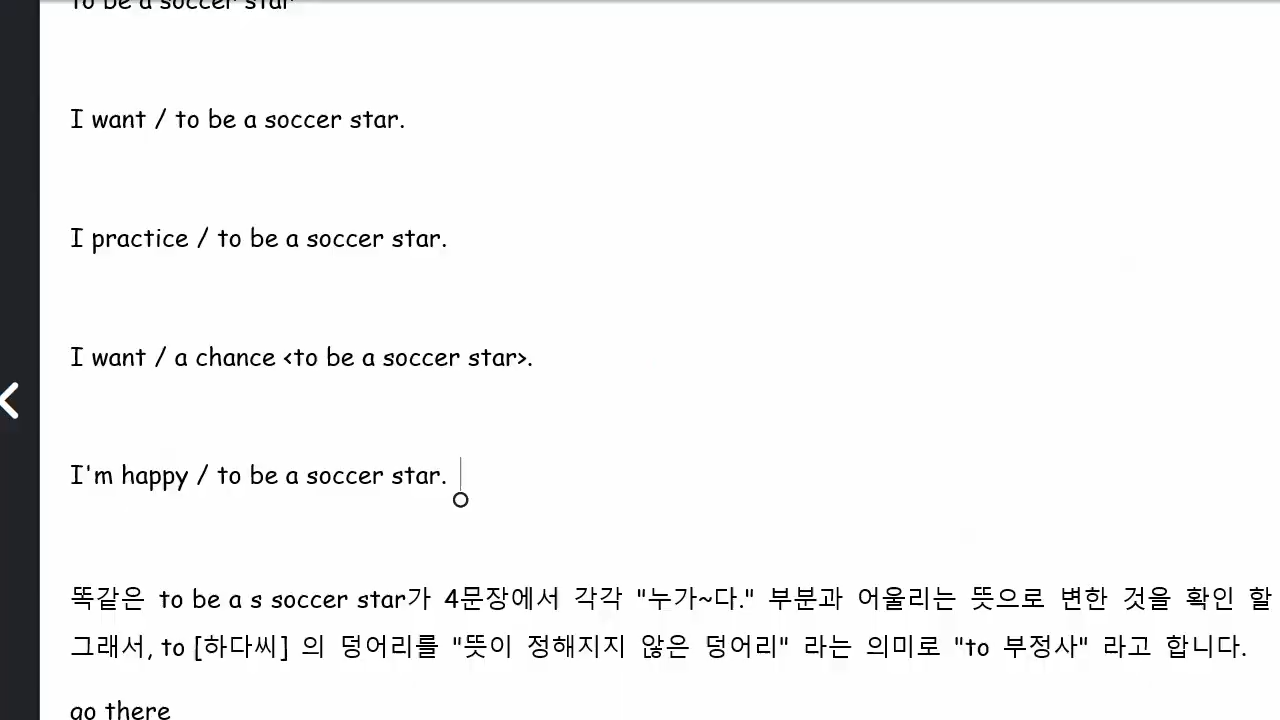 to be a soccer star
I want / to be a soccer star.
I practice / to be a soccer star.
I want / a chance <to be a soccer star>.
I'm happy / to be a soccer star.
똑같은 to be a s soccer star가 4문장에서 각각 "누가~다." 부분과 어울리는 뜻으로 변한 것을 확인 할
그래서, to [하다씨] 의 덩어리를 "뜻이 정해지지 않은 덩어리" 라는 의미로 "to 부정사" 라고 합니다.
go there